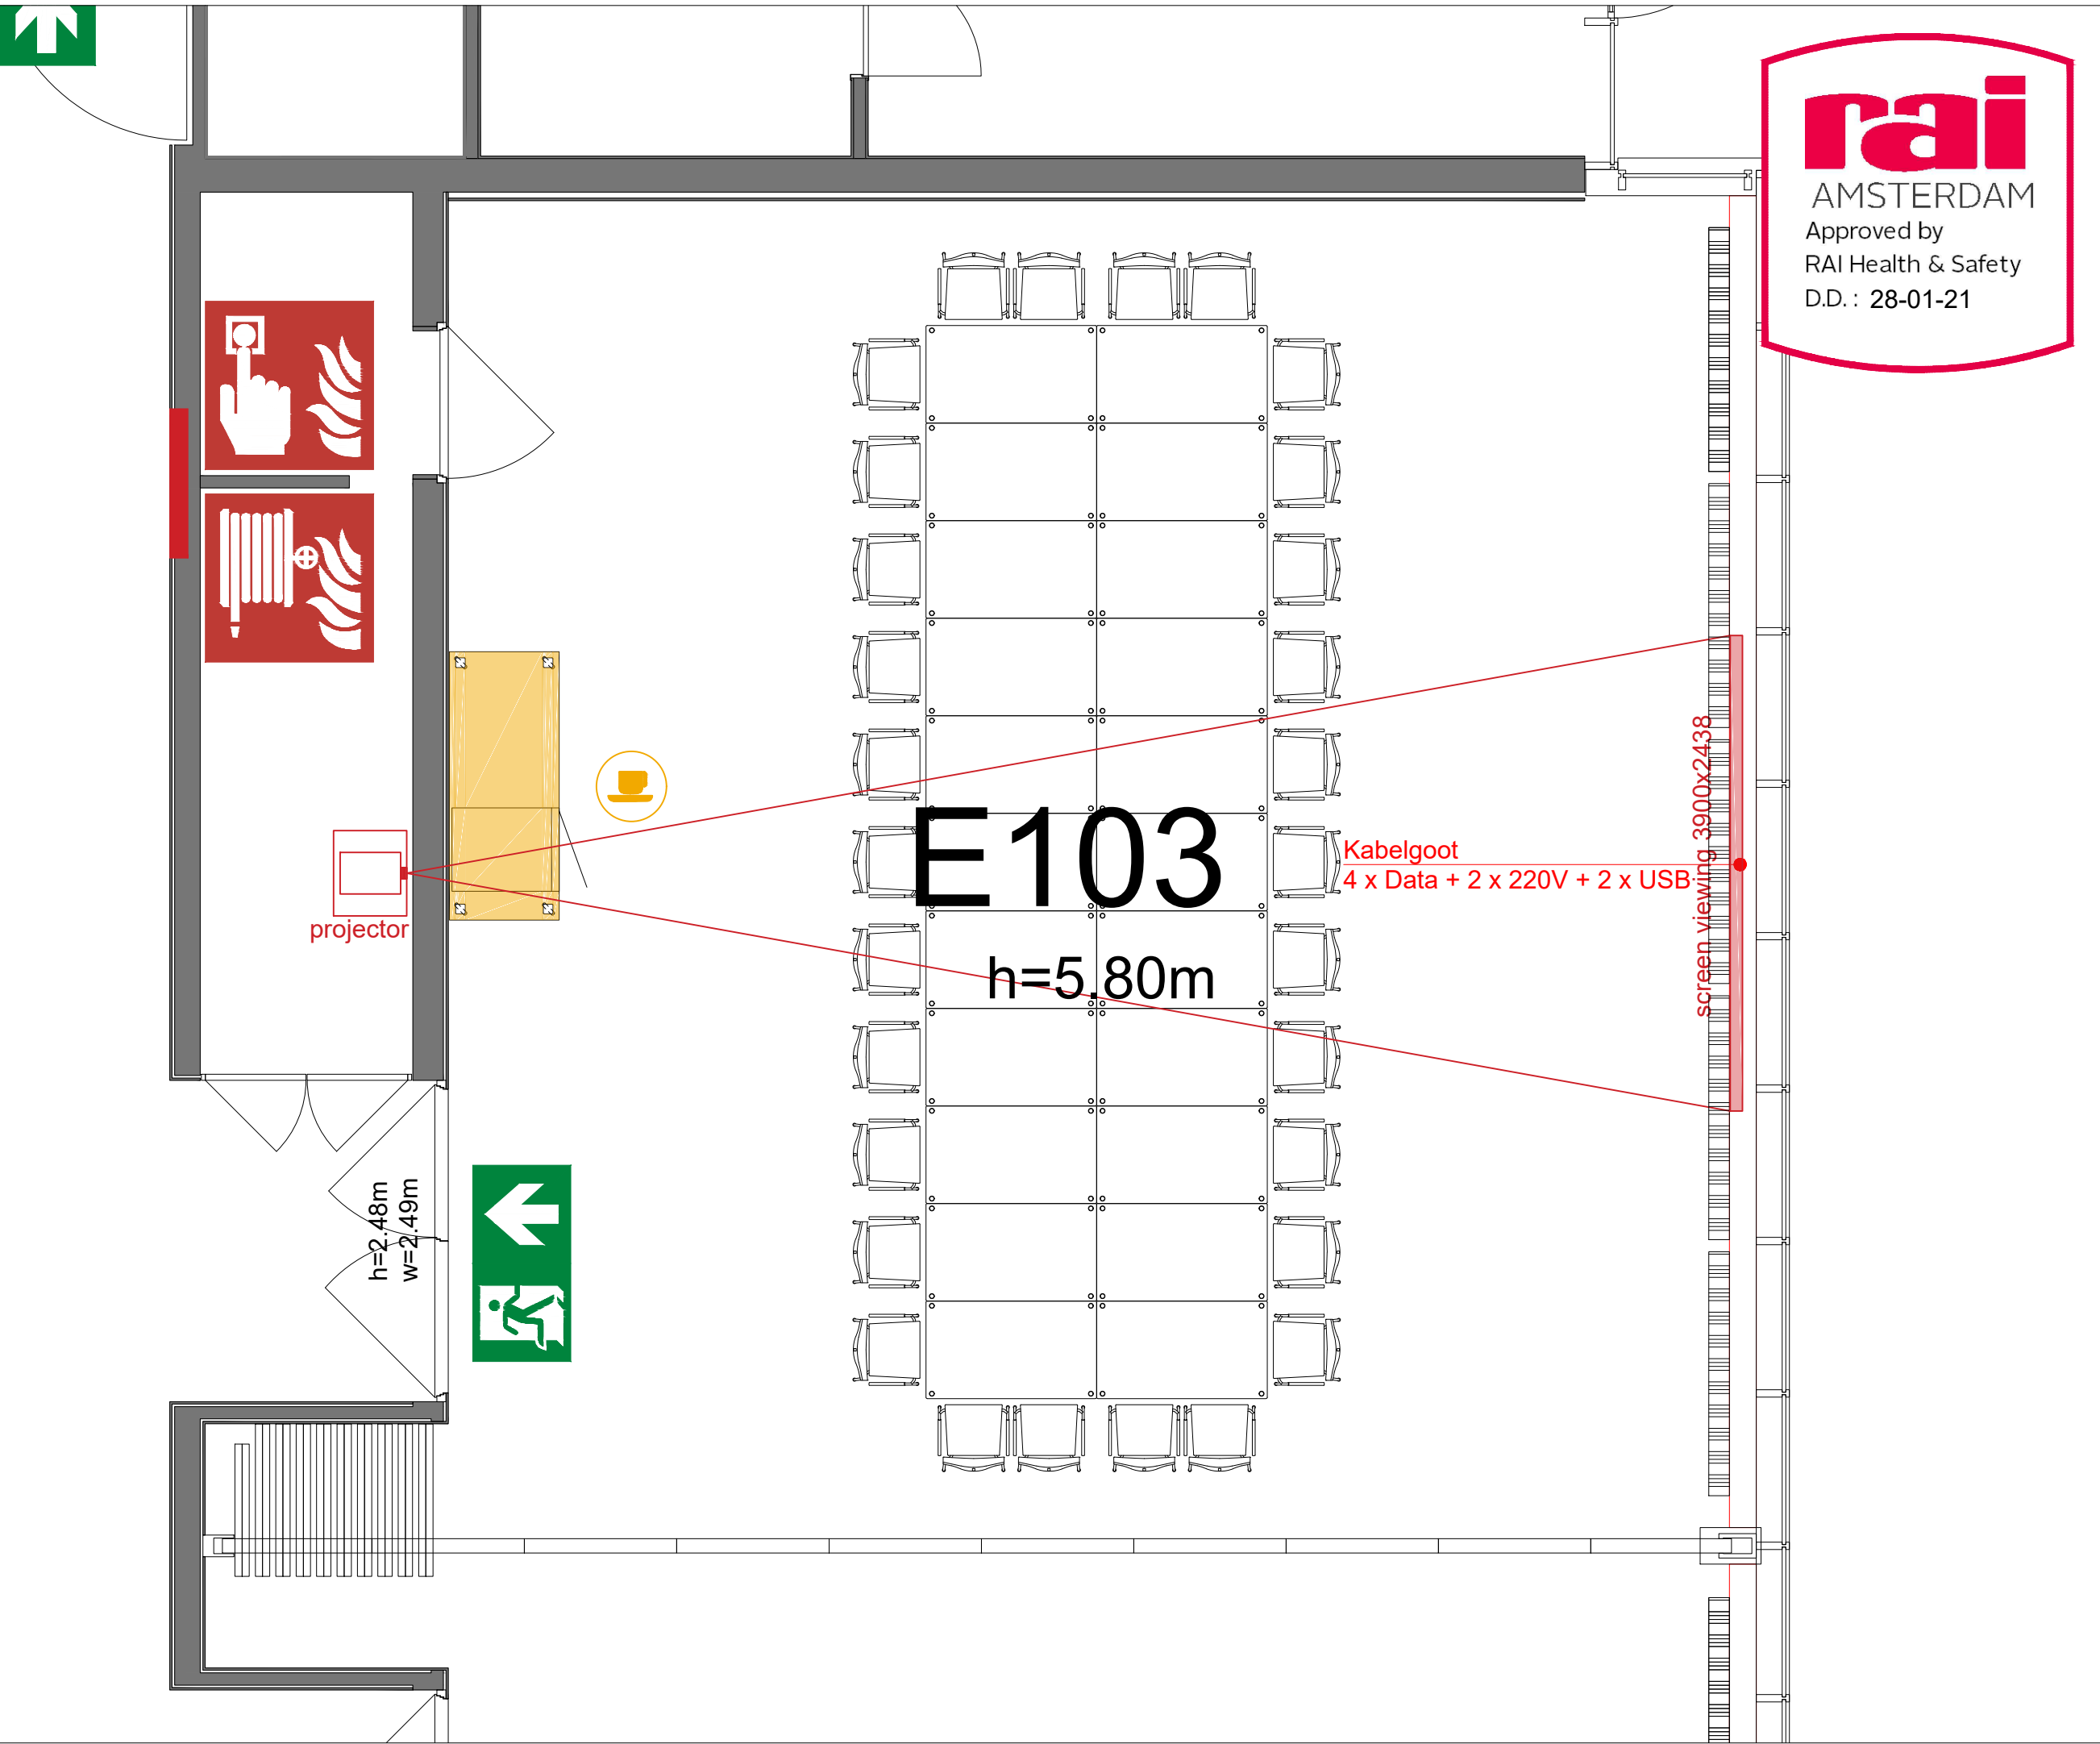 rai
AMSTERDAM
Approved by
RAI Health & Safety
D.D. : 28-01-21
screen viewing 3900x2438
E103
h=5.80m
Kabelgoot
4 x Data + 2 x 220V + 2 x USB
projector
h=2.48m
w=2.49m